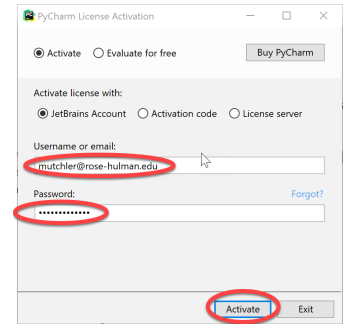 PyCharm License Activation
Activate Evaluate for free Buy PyCharm
Activate license with:
JetBrains Account Activation code License server
Username or email:
mutchler@rose-hulman.edu
Password: Forgot?
•••••••••••••
Activate Exit